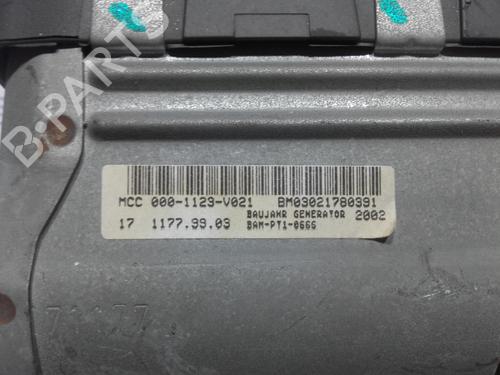 B-PARTS
MCC 000-1123-V021 BM03021780391
BAUJAHR GENERATOR 2002
17 1177.99.03 BAM-PT1-0666